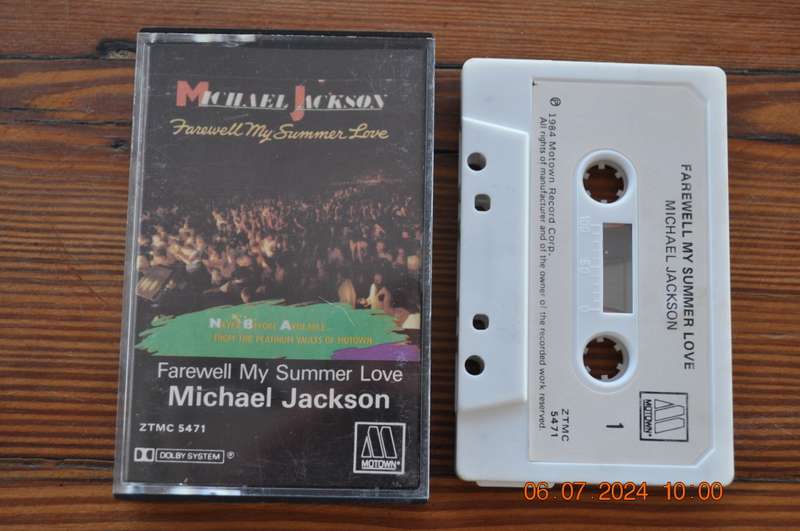 MICHAEL JACKSON
Farewell My Summer Love
NEVER BEFORE AVAILABLE...
FROM THE PLATINUM VAULTS OF MOTOWN
Farewell My Summer Love
Michael Jackson
ZTMC 5471
DOLBY SYSTEM ®
MOTOWN®
FAREWELL MY SUMMER LOVE
MICHAEL JACKSON
℗ 1984 Motown Record Corp.
All rights of manufacturer and of the owner of the recorded work reserved.
100 50 0
ZTMC
5471
1
MOTOWN®
06.07.2024 10:00